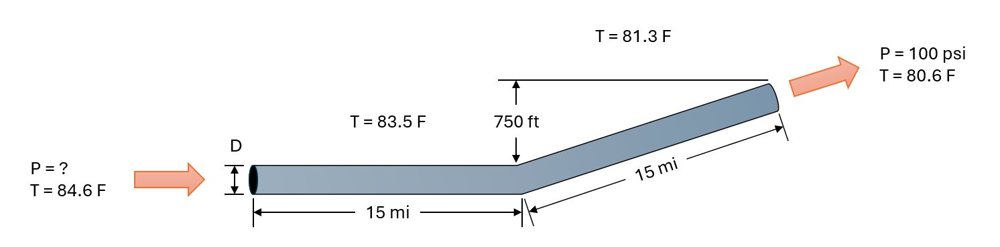 T = 81.3 F
P = 100 psi
T = 80.6 F
T = 83.5 F
750 ft
D
P = ?
T = 84.6 F
15 mi
15 mi